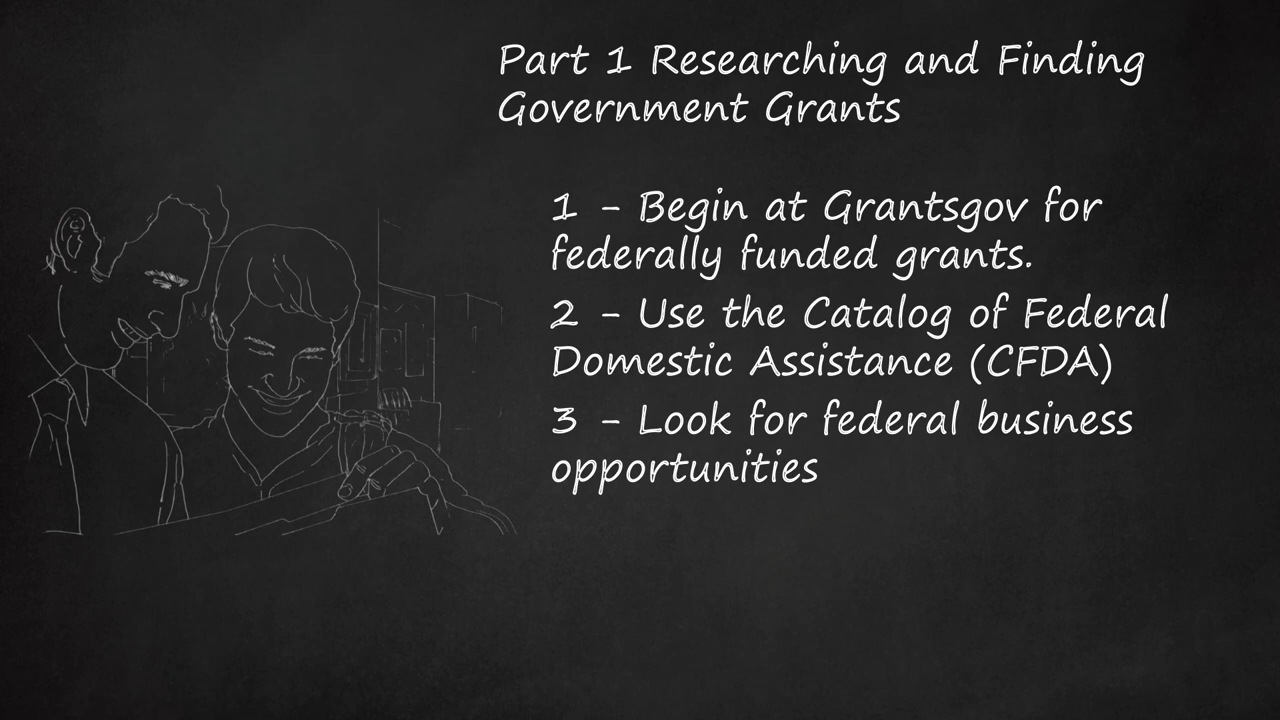 Part 1 Researching and Finding
Government Grants
1 - Begin at Grantsgov for
federally funded grants.
2 - Use the Catalog of Federal
Domestic Assistance (CFDA)
3 - Look for federal business
opportunities